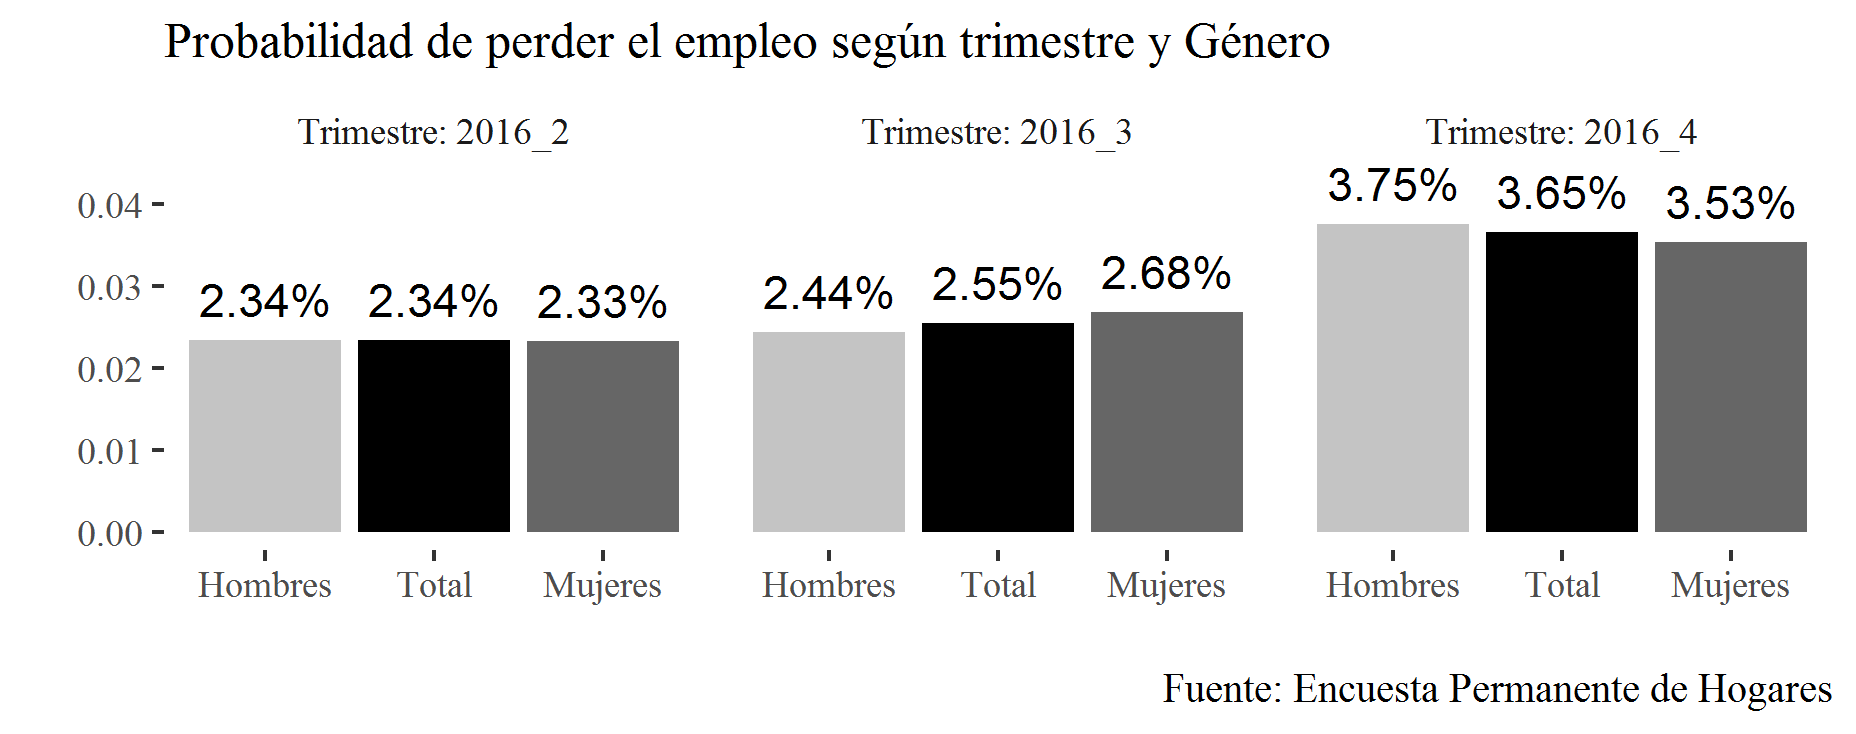 Probabilidad de perder el empleo según trimestre y Género
Trimestre: 2016_2
Trimestre: 2016_3
Trimestre: 2016_4
0.04
0.03
0.02
0.01
0.00
2.34%
2.34%
2.33%
2.44%
2.55%
2.68%
3.75%
3.65%
3.53%
Hombres
Total
Mujeres
Hombres
Total
Mujeres
Hombres
Total
Mujeres
Fuente: Encuesta Permanente de Hogares